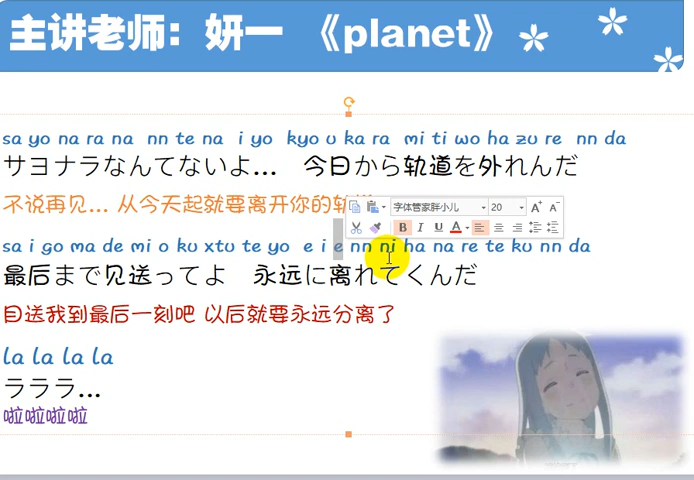 主讲老师：妍一 《planet》
sa yo na ra na nn te na i yo kyo u ka ra mi ti wo ha zu re nn da
サヨナラなんてないよ... 今日から轨道を外れんだ
不说再见... 从今天起就要离开你的轨道
字体管家胖小儿 20 A A
B I U A
sa i go ma de mi o ku xtu te yo e i e nn ni ha na re te ku nn da
最后まで见送ってよ 永远に离れてくんだ
目送我到最后一刻吧 以后就要永远分离了
la la la la
ラララ...
啦啦啦啦